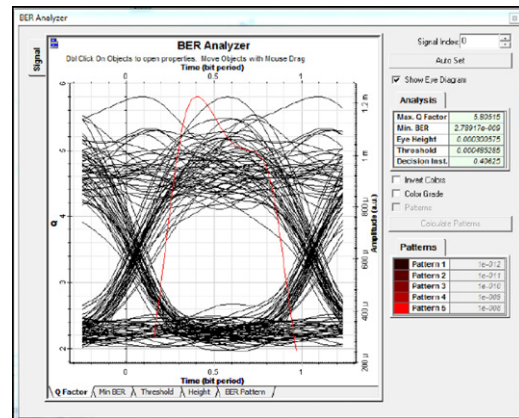 BER Analyzer
Signal
BER Analyzer
Dbl Click On Objects to open properties. Move Objects with Mouse Drag
Time (bit period)
0 0.5 1
6
5
4
3
2
Q
1.2 m
1 m
800 µ
600 µ
400 µ
200 µ
Amplitude (a.u.)
0 0.5 1
Time (bit period)
Q Factor Min BER Threshold Height BER Pattern
Signal Index: 0
Auto Set
Show Eye Diagram
Analysis
Max. Q Factor 5.80515
Min. BER 2.78917e-009
Eye Height 0.000300575
Threshold 0.000485285
Decision Inst. 0.40625
Invert Colors
Color Grade
Patterns
Calculate Patterns
Patterns
Pattern 1 1e-012
Pattern 2 1e-011
Pattern 3 1e-010
Pattern 4 1e-009
Pattern 5 1e-008